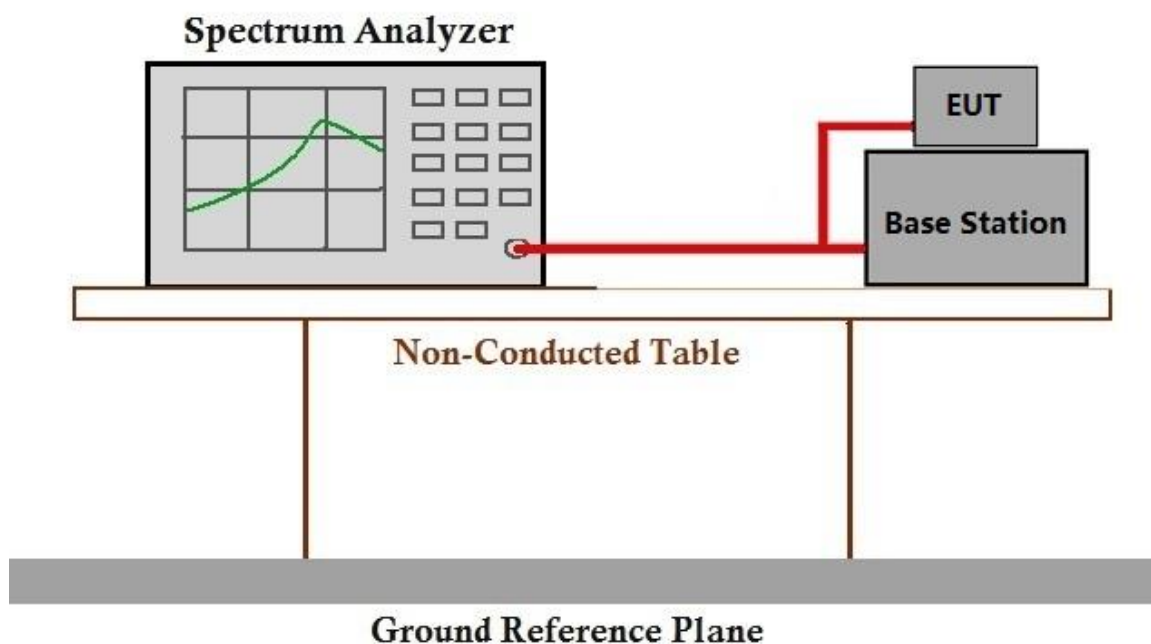 Spectrum Analyzer
EUT
Base Station
Non-Conducted Table
Ground Reference Plane